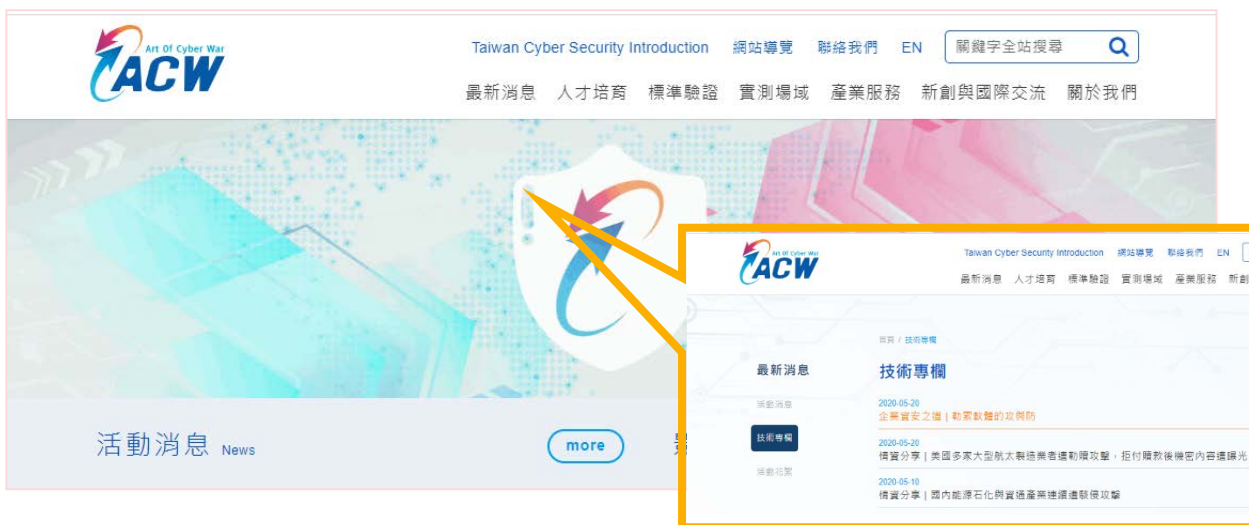 Art Of Cyber War
ACW
Taiwan Cyber Security Introduction 網站導覽 聯絡我們 EN 關鍵字全站搜尋
最新消息 人才培育 標準驗證 實測場域 產業服務 新創與國際交流 關於我們
活動消息 News more
Art Of Cyber War
ACW
Taiwan Cyber Security Introduction 網站導覽 聯絡我們 EN
最新消息 人才培育 標準驗證 實測場域 產業服務 新創
首頁 / 技術專欄
最新消息
活動消息
技術專欄
活動花絮
技術專欄
2020-05-20
企業資安之道 | 勒索軟體的攻與防
2020-05-20
情資分享 | 美國多家大型航太製造業者遭勒贖攻擊，拒付贖款後機密內容遭曝光
2020-05-10
情資分享 | 國內能源石化與資通產業連續遭駭侵攻擊